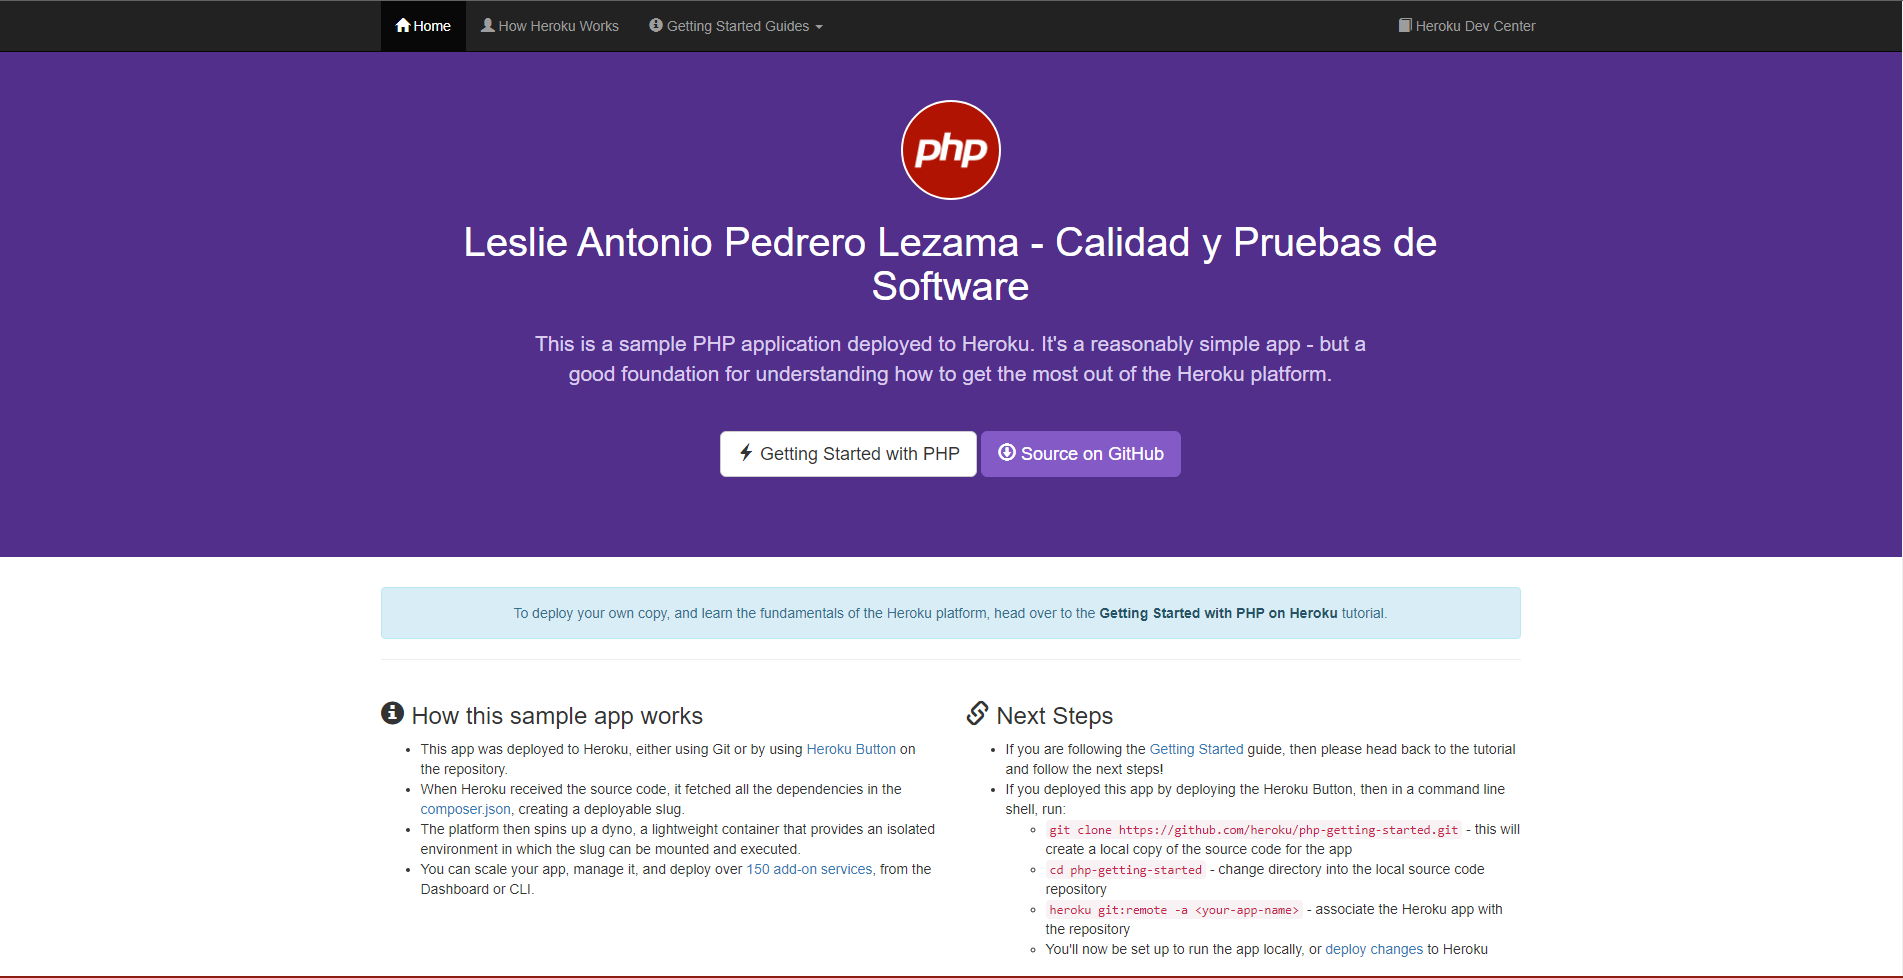 Home
How Heroku Works
Getting Started Guides
Heroku Dev Center
php
Leslie Antonio Pedrero Lezama - Calidad y Pruebas de
Software
This is a sample PHP application deployed to Heroku. It's a reasonably simple app - but a
good foundation for understanding how to get the most out of the Heroku platform.
Getting Started with PHP
Source on GitHub
To deploy your own copy, and learn the fundamentals of the Heroku platform, head over to the Getting Started with PHP on Heroku tutorial.
How this sample app works
This app was deployed to Heroku, either using Git or by using Heroku Button on
the repository.
When Heroku received the source code, it fetched all the dependencies in the
composer.json, creating a deployable slug.
The platform then spins up a dyno, a lightweight container that provides an isolated
environment in which the slug can be mounted and executed.
You can scale your app, manage it, and deploy over 150 add-on services, from the
Dashboard or CLI.
Next Steps
If you are following the Getting Started guide, then please head back to the tutorial
and follow the next steps!
If you deployed this app by deploying the Heroku Button, then in a command line
shell, run:
git clone https://github.com/heroku/php-getting-started.git - this will
create a local copy of the source code for the app
cd php-getting-started - change directory into the local source code
repository
heroku git:remote -a <your-app-name> - associate the Heroku app with
the repository
You'll now be set up to run the app locally, or deploy changes to Heroku